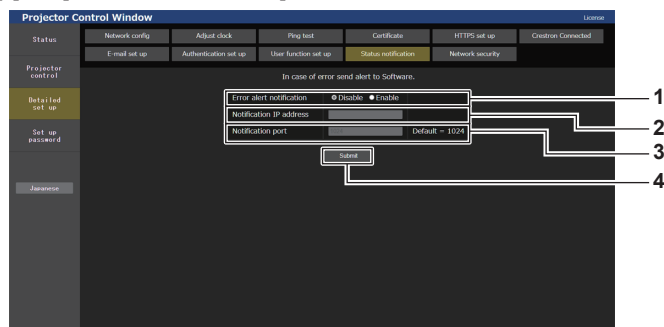 Projector Control Window
License
Status
Network config
Adjust clock
Ping test
Certificate
HTTPS set up
Crestron Connected
E-mail set up
Authentication set up
User function set up
Status notification
Network security
Projector
control
In case of error send alert to Software.
Detailed
set up
Error alert notification
Disable
Enable
1
Notification IP address
2
Notification port
Default = 1024
3
Set up
password
Submit
4
Japanese